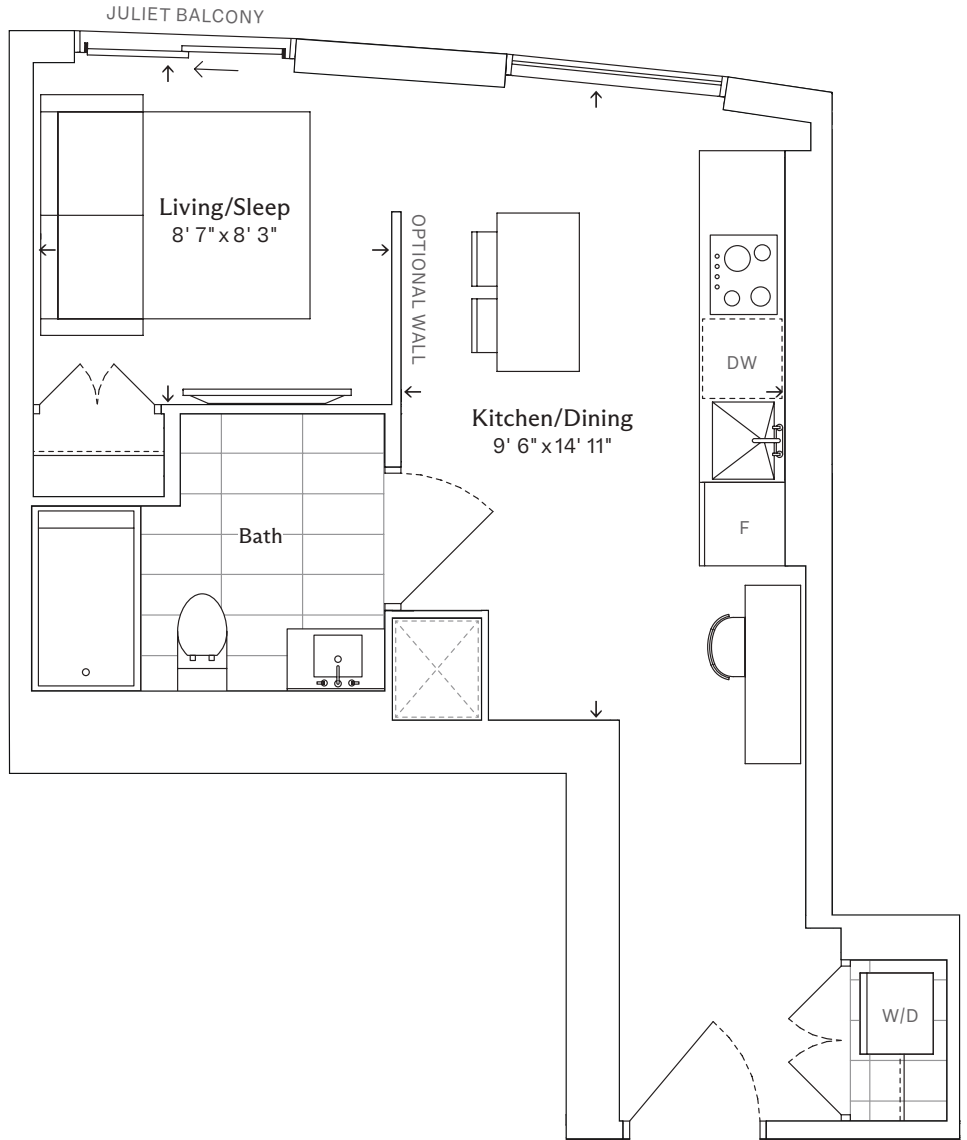 JULIET BALCONY
Living/Sleep
8' 7" x 8' 3"
OPTIONAL WALL
DW
Kitchen/Dining
9' 6" x 14' 11"
F
Bath
W/D